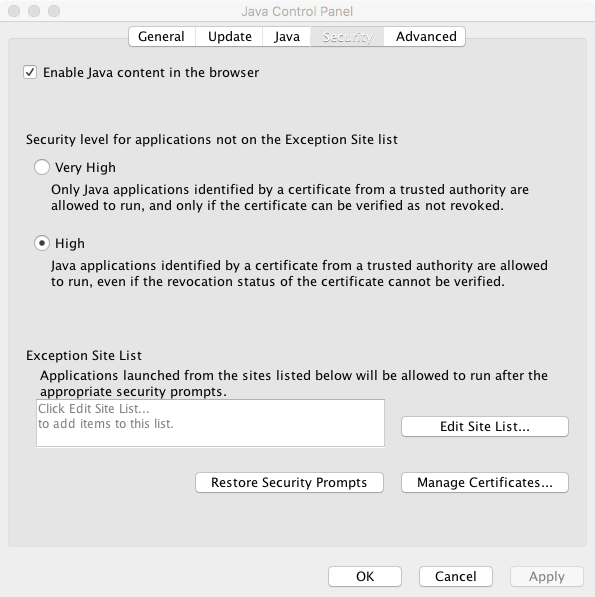 Java Control Panel
General Update Java Security Advanced
Enable Java content in the browser
Security level for applications not on the Exception Site list
Very High
Only Java applications identified by a certificate from a trusted authority are
allowed to run, and only if the certificate can be verified as not revoked.
High
Java applications identified by a certificate from a trusted authority are allowed
to run, even if the revocation status of the certificate cannot be verified.
Exception Site List
Applications launched from the sites listed below will be allowed to run after the
appropriate security prompts.
Click Edit Site List...
to add items to this list.
Edit Site List...
Restore Security Prompts Manage Certificates...
OK Cancel Apply